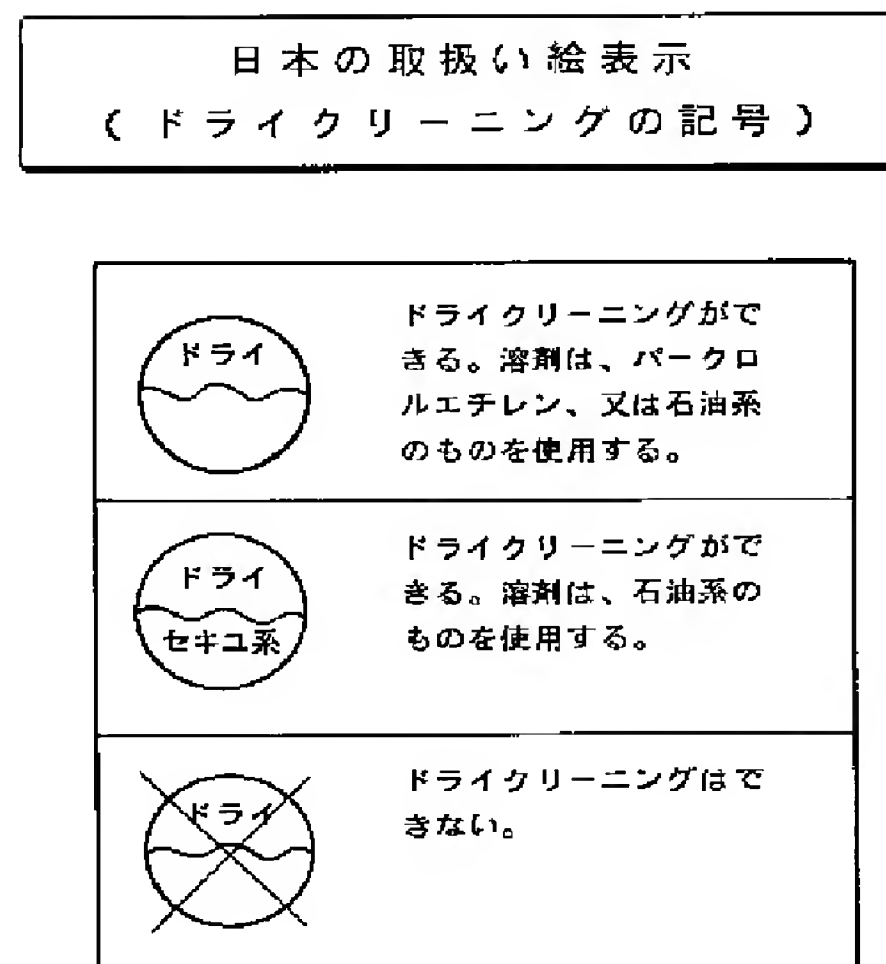 日本の取扱い絵表示
(ドライクリーニングの記号)
ドライ
ドライクリーニングがで
きる。溶剤は、パークロ
ルエチレン、又は石油系
のものを使用する。
ドライ
セキユ系
ドライクリーニングがで
きる。溶剤は、石油系の
ものを使用する。
ドライ
ドライクリーニングはで
きない。